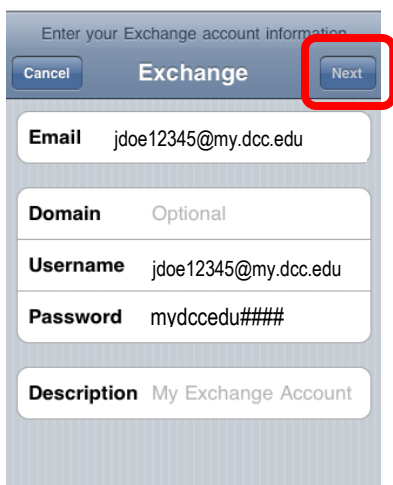 Enter your Exchange account information
Cancel Exchange Next
Email jdoe12345@my.dcc.edu
Domain Optional
Username jdoe12345@my.dcc.edu
Password mydccedu####
Description My Exchange Account